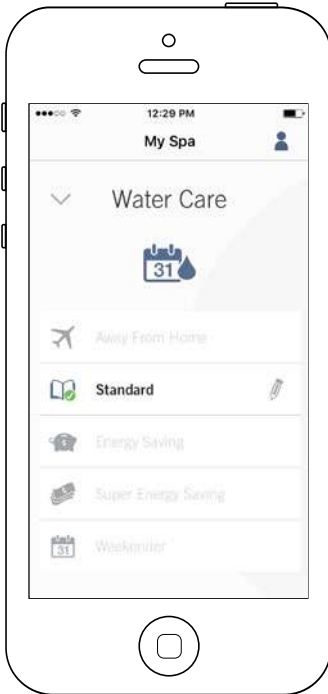 12:29 PM
My Spa
Water Care
31
Away From Home
Standard
Energy Saving
Super Energy Saving
31
Weekender